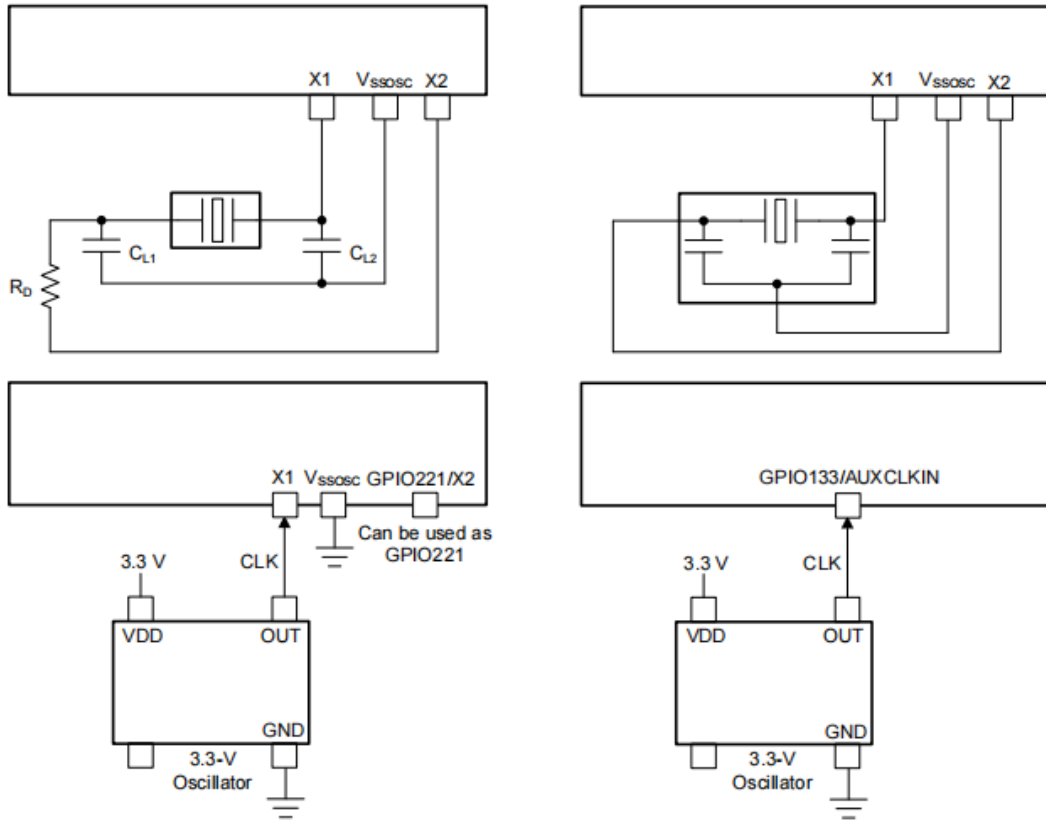 X1 Vssosc X2
CL1
CL2
RD
X1 Vssosc X2
X1 Vssosc GPIO221/X2
Can be used as
GPIO221
3.3 V
CLK
VDD OUT
GND
3.3-V
Oscillator
GPIO133/AUXCLKIN
3.3 V
CLK
VDD OUT
GND
3.3-V
Oscillator